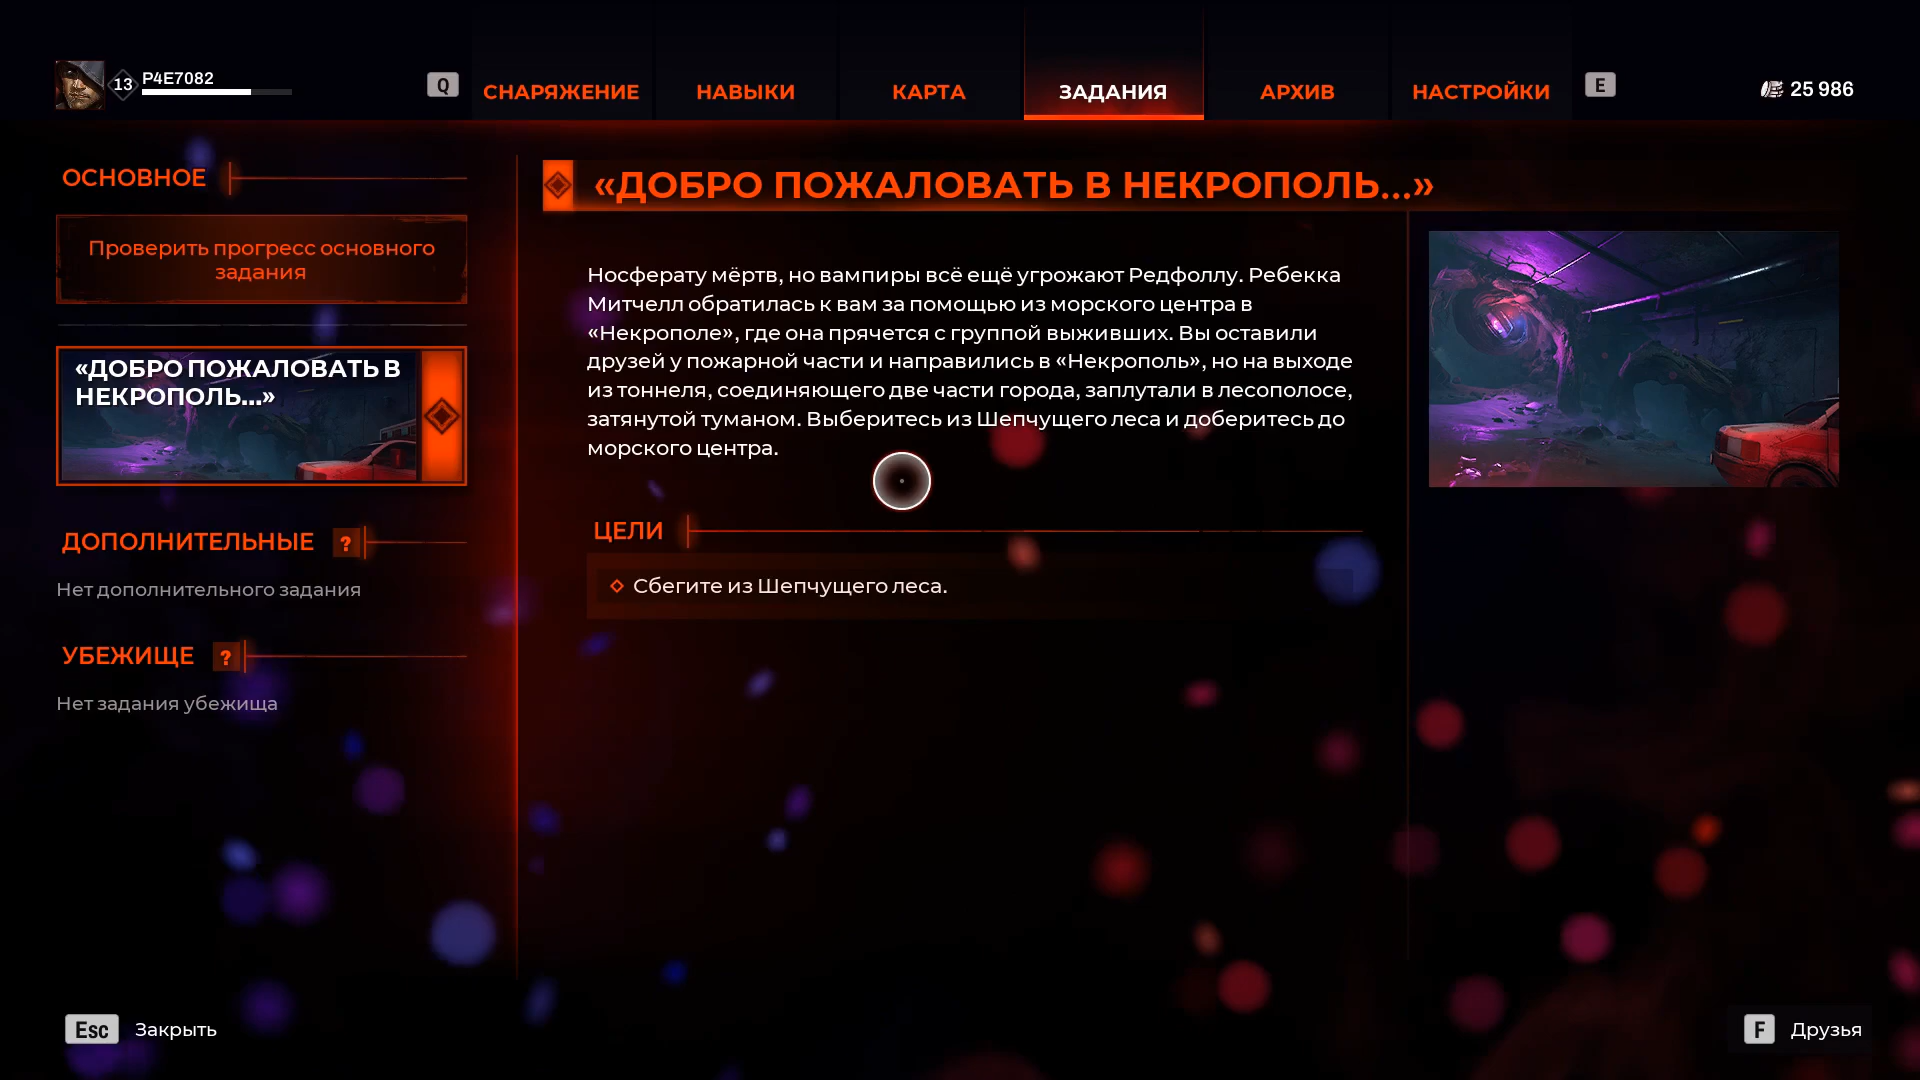 13 P4E7082
Q СНАРЯЖЕНИЕ НАВЫКИ КАРТА ЗАДАНИЯ АРХИВ НАСТРОЙКИ E
25 986
ОСНОВНОЕ
Проверить прогресс основного
задания
«ДОБРО ПОЖАЛОВАТЬ В
НЕКРОПОЛЬ...»
ДОПОЛНИТЕЛЬНЫЕ ?
Нет дополнительного задания
УБЕЖИЩЕ ?
Нет задания убежища
«ДОБРО ПОЖАЛОВАТЬ В НЕКРОПОЛЬ...»
Носферату мёртв, но вампиры всё ещё угрожают Редфоллу. Ребекка
Митчелл обратилась к вам за помощью из морского центра в
«Некрополе», где она прячется с группой выживших. Вы оставили
друзей у пожарной части и направились в «Некрополь», но на выходе
из тоннеля, соединяющего две части города, заплутали в лесополосе,
затянутой туманом. Выберитесь из Шепчущего леса и доберитесь до
морского центра.
ЦЕЛИ
Сбегите из Шепчущего леса.
Esc Закрыть
F Друзья